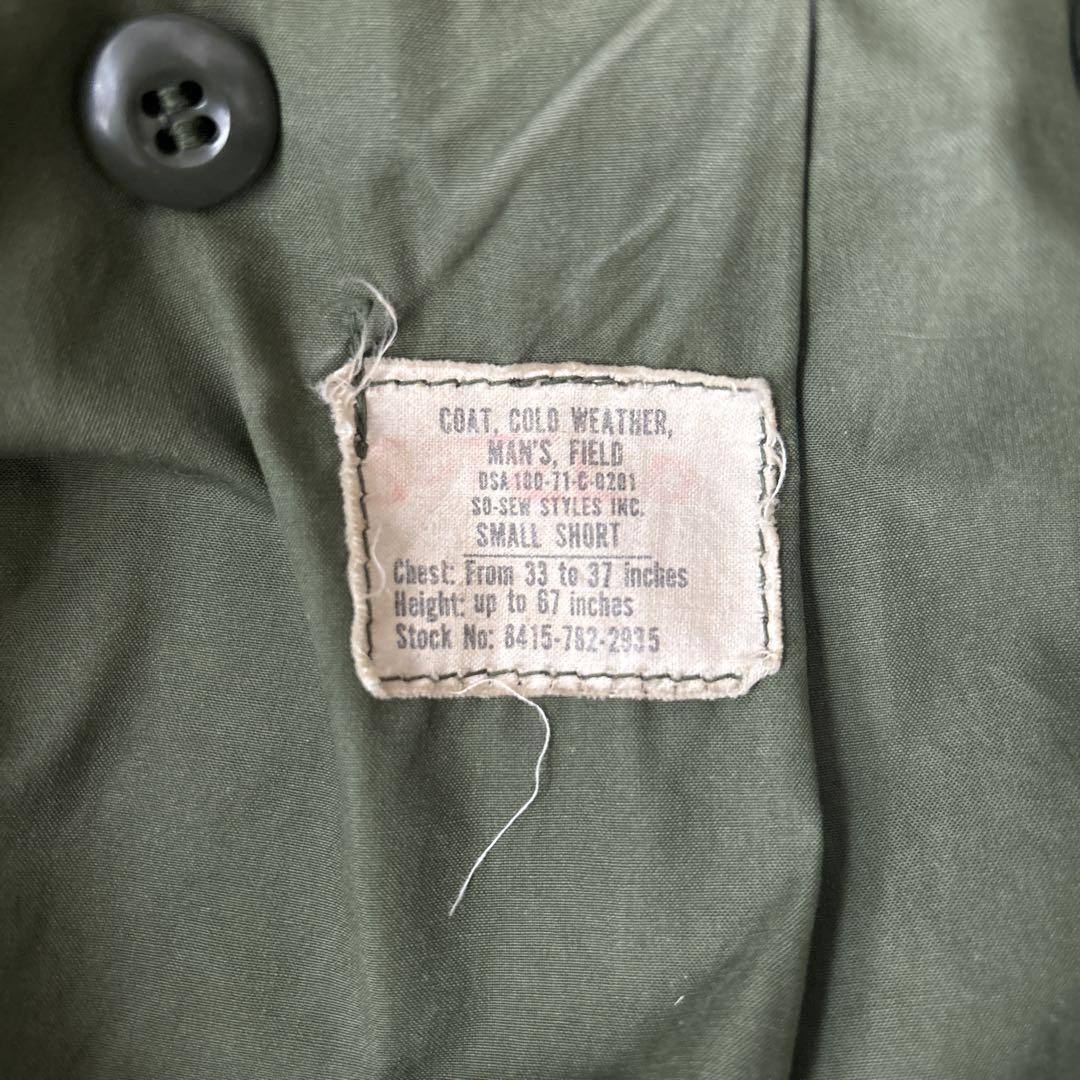 COAT, COLD WEATHER,
MAN'S, FIELD
DSA 100-71-C-0201
SO-SEW STYLES INC.
SMALL SHORT
Chest: From 33 to 37 inches
Height: up to 67 inches
Stock No: 8415-782-2935